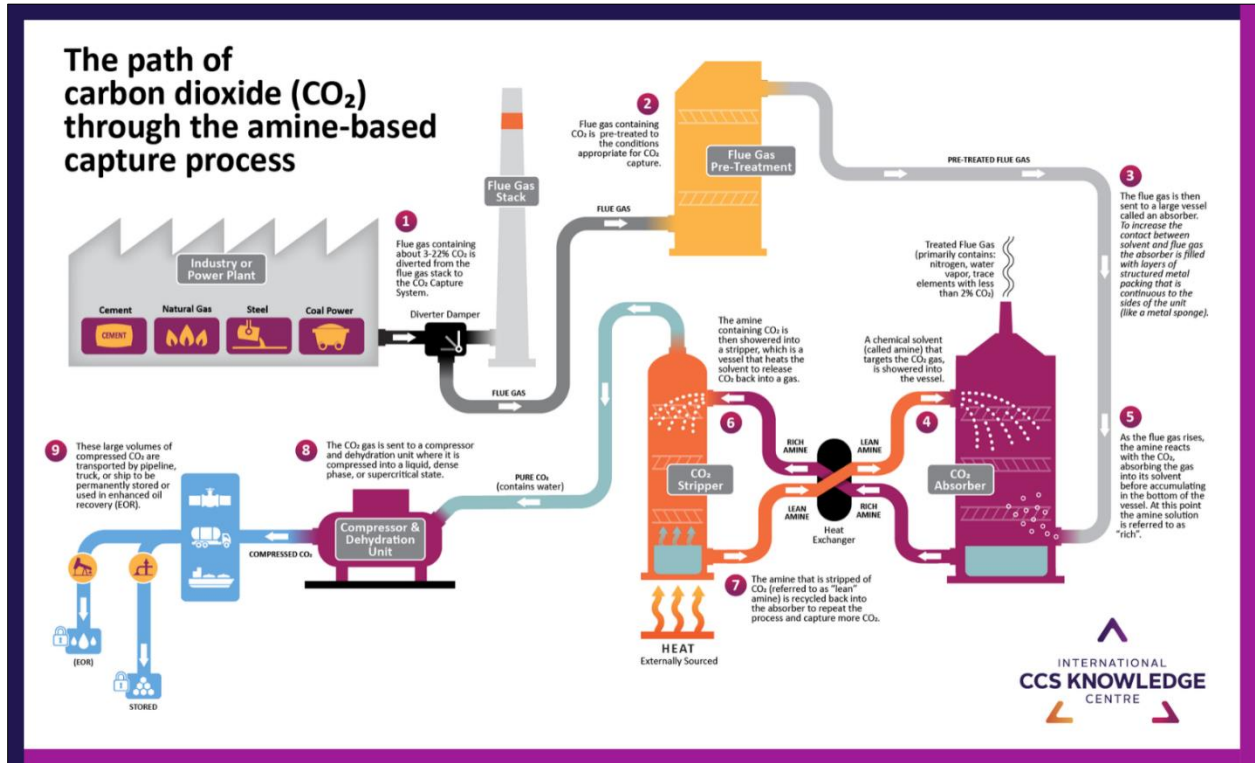 The path of
carbon dioxide (CO₂)
through the amine-based
capture process
Industry or
Power Plant
Cement
Natural Gas
Steel
Coal Power
CEMENT
1
Flue gas containing
about 3-22% CO₂ is
diverted from the
flue gas stack to
the CO₂ Capture
System.
Diverter Damper
Flue Gas
Stack
FLUE GAS
FLUE GAS
2
Flue gas containing
CO₂ is pre-treated to
the conditions
appropriate for CO₂
capture.
Flue Gas
Pre-Treatment
PRE-TREATED FLUE GAS
3
The flue gas is then
sent to a large vessel
called an absorber.
To increase the
contact between
solvent and flue gas
the absorber is filled
with layers of
structured metal
packing that is
continuous to the
sides of the unit
(like a metal sponge).
Treated Flue Gas
(primarily contains:
nitrogen, water
vapor, trace
elements with less
than 2% CO₂)
A chemical solvent
(called amine) that
targets the CO₂ gas,
is showered into
the vessel.
4
5
As the flue gas rises,
the amine reacts
with the CO₂,
absorbing the gas
into its solvent
before accumulating
in the bottom of the
vessel. At this point
the amine solution
is referred to as
"rich".
CO₂
Absorber
The amine
containing CO₂ is
then showered into
a stripper, which is a
vessel that heats the
solvent to release
CO₂ back into a gas.
6
RICH
AMINE
LEAN
AMINE
LEAN
AMINE
RICH
AMINE
Heat
Exchanger
CO₂
Stripper
7
The amine that is stripped of
CO₂ (referred to as "lean"
amine) is recycled back into
the absorber to repeat the
process and capture more CO₂.
HEAT
Externally Sourced
PURE CO₂
(contains water)
8
The CO₂ gas is sent to a compressor
and dehydration unit where it is
compressed into a liquid, dense
phase, or supercritical state.
Compressor &
Dehydration
Unit
COMPRESSED CO₂
9
These large volumes of
compressed CO₂ are
transported by pipeline,
truck, or ship to be
permanently stored or
used in enhanced oil
recovery (EOR).
(EOR)
STORED
INTERNATIONAL
CCS KNOWLEDGE
CENTRE